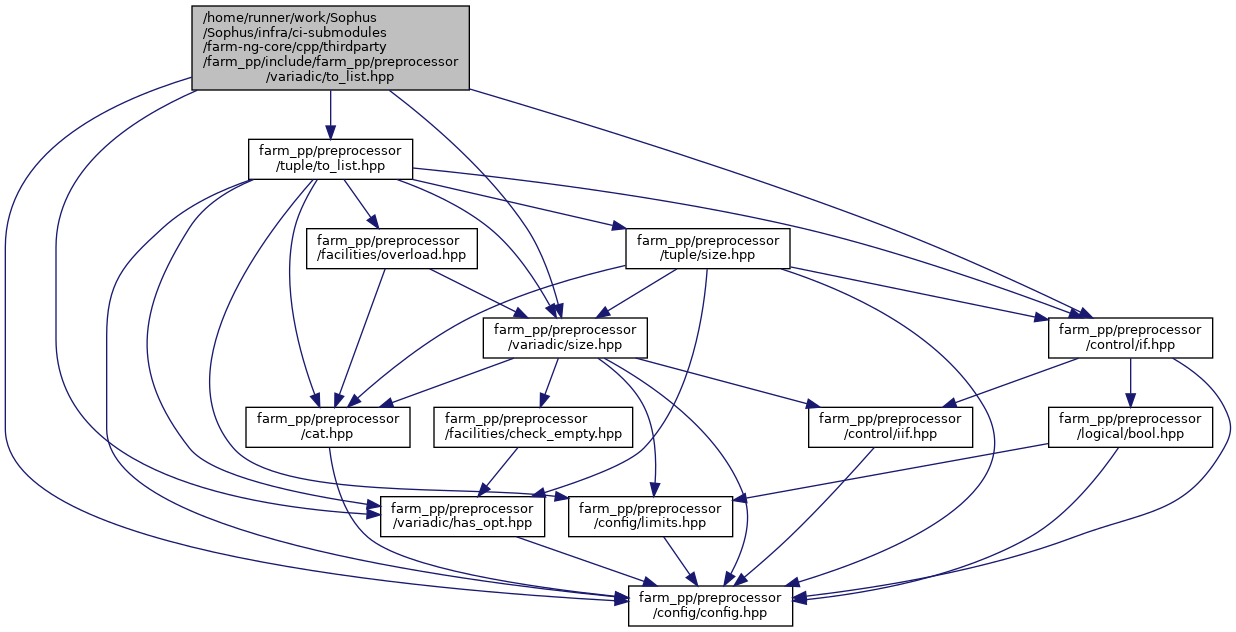 /home/runner/work/Sophus
/Sophus/infra/ci-submodules
/farm-ng-core/cpp/thirdparty
/farm_pp/include/farm_pp/preprocessor
/variadic/to_list.hpp
farm_pp/preprocessor
/tuple/to_list.hpp
farm_pp/preprocessor
/facilities/overload.hpp
farm_pp/preprocessor
/tuple/size.hpp
farm_pp/preprocessor
/variadic/size.hpp
farm_pp/preprocessor
/control/if.hpp
farm_pp/preprocessor
/cat.hpp
farm_pp/preprocessor
/facilities/check_empty.hpp
farm_pp/preprocessor
/control/iif.hpp
farm_pp/preprocessor
/logical/bool.hpp
farm_pp/preprocessor
/variadic/has_opt.hpp
farm_pp/preprocessor
/config/limits.hpp
farm_pp/preprocessor
/config/config.hpp